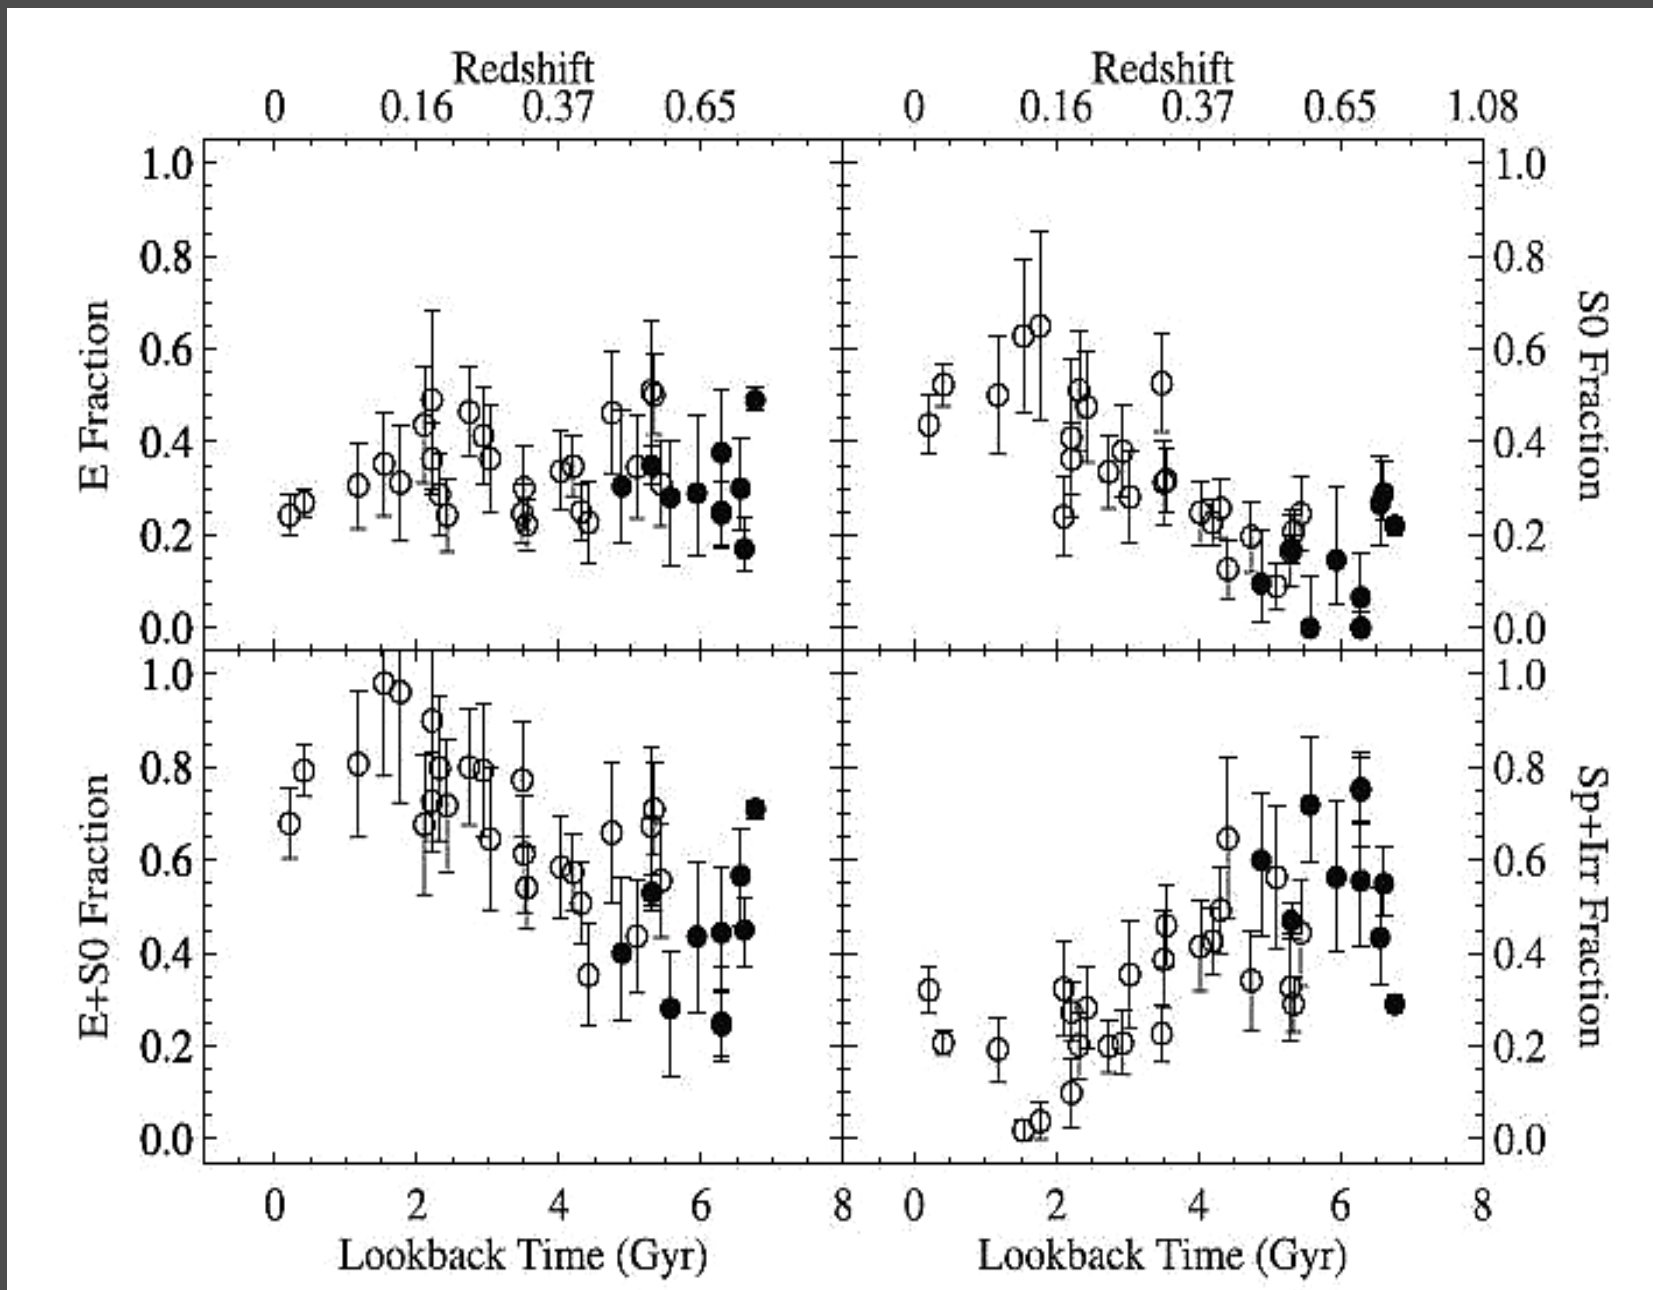 Redshift Redshift
0 0.16 0.37 0.65 0 0.16 0.37 0.65 1.08
1.0 1.0
0.8 0.8
0.6 0.6
0.4 0.4
0.2 0.2
0.0 0.0
E Fraction
S0 Fraction
1.0 1.0
0.8 0.8
0.6 0.6
0.4 0.4
0.2 0.2
0.0 0.0
E+S0 Fraction
Sp+Irr Fraction
0 2 4 6 8 0 2 4 6 8
Lookback Time (Gyr) Lookback Time (Gyr)